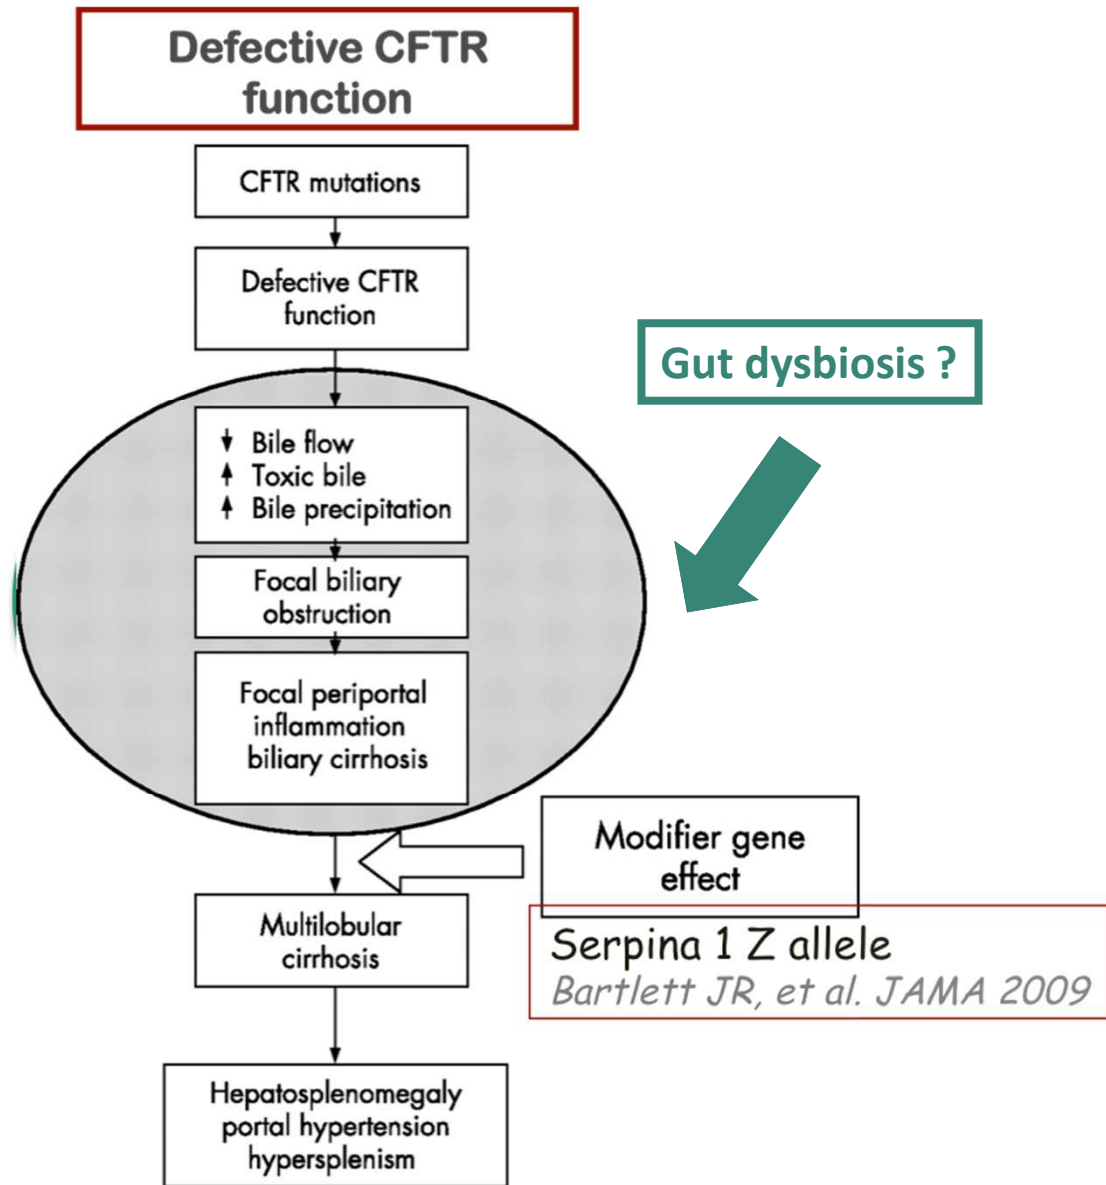 Defective CFTR
function
CFTR mutations
Defective CFTR
function
Gut dysbiosis ?
↓ Bile flow
↑ Toxic bile
↑ Bile precipitation
Focal biliary
obstruction
Focal periportal
inflammation
biliary cirrhosis
Modifier gene
effect
Serpina 1 Z allele
Bartlett JR, et al. JAMA 2009
Multilobular
cirrhosis
Hepatosplenomegaly
portal hypertension
hypersplenism